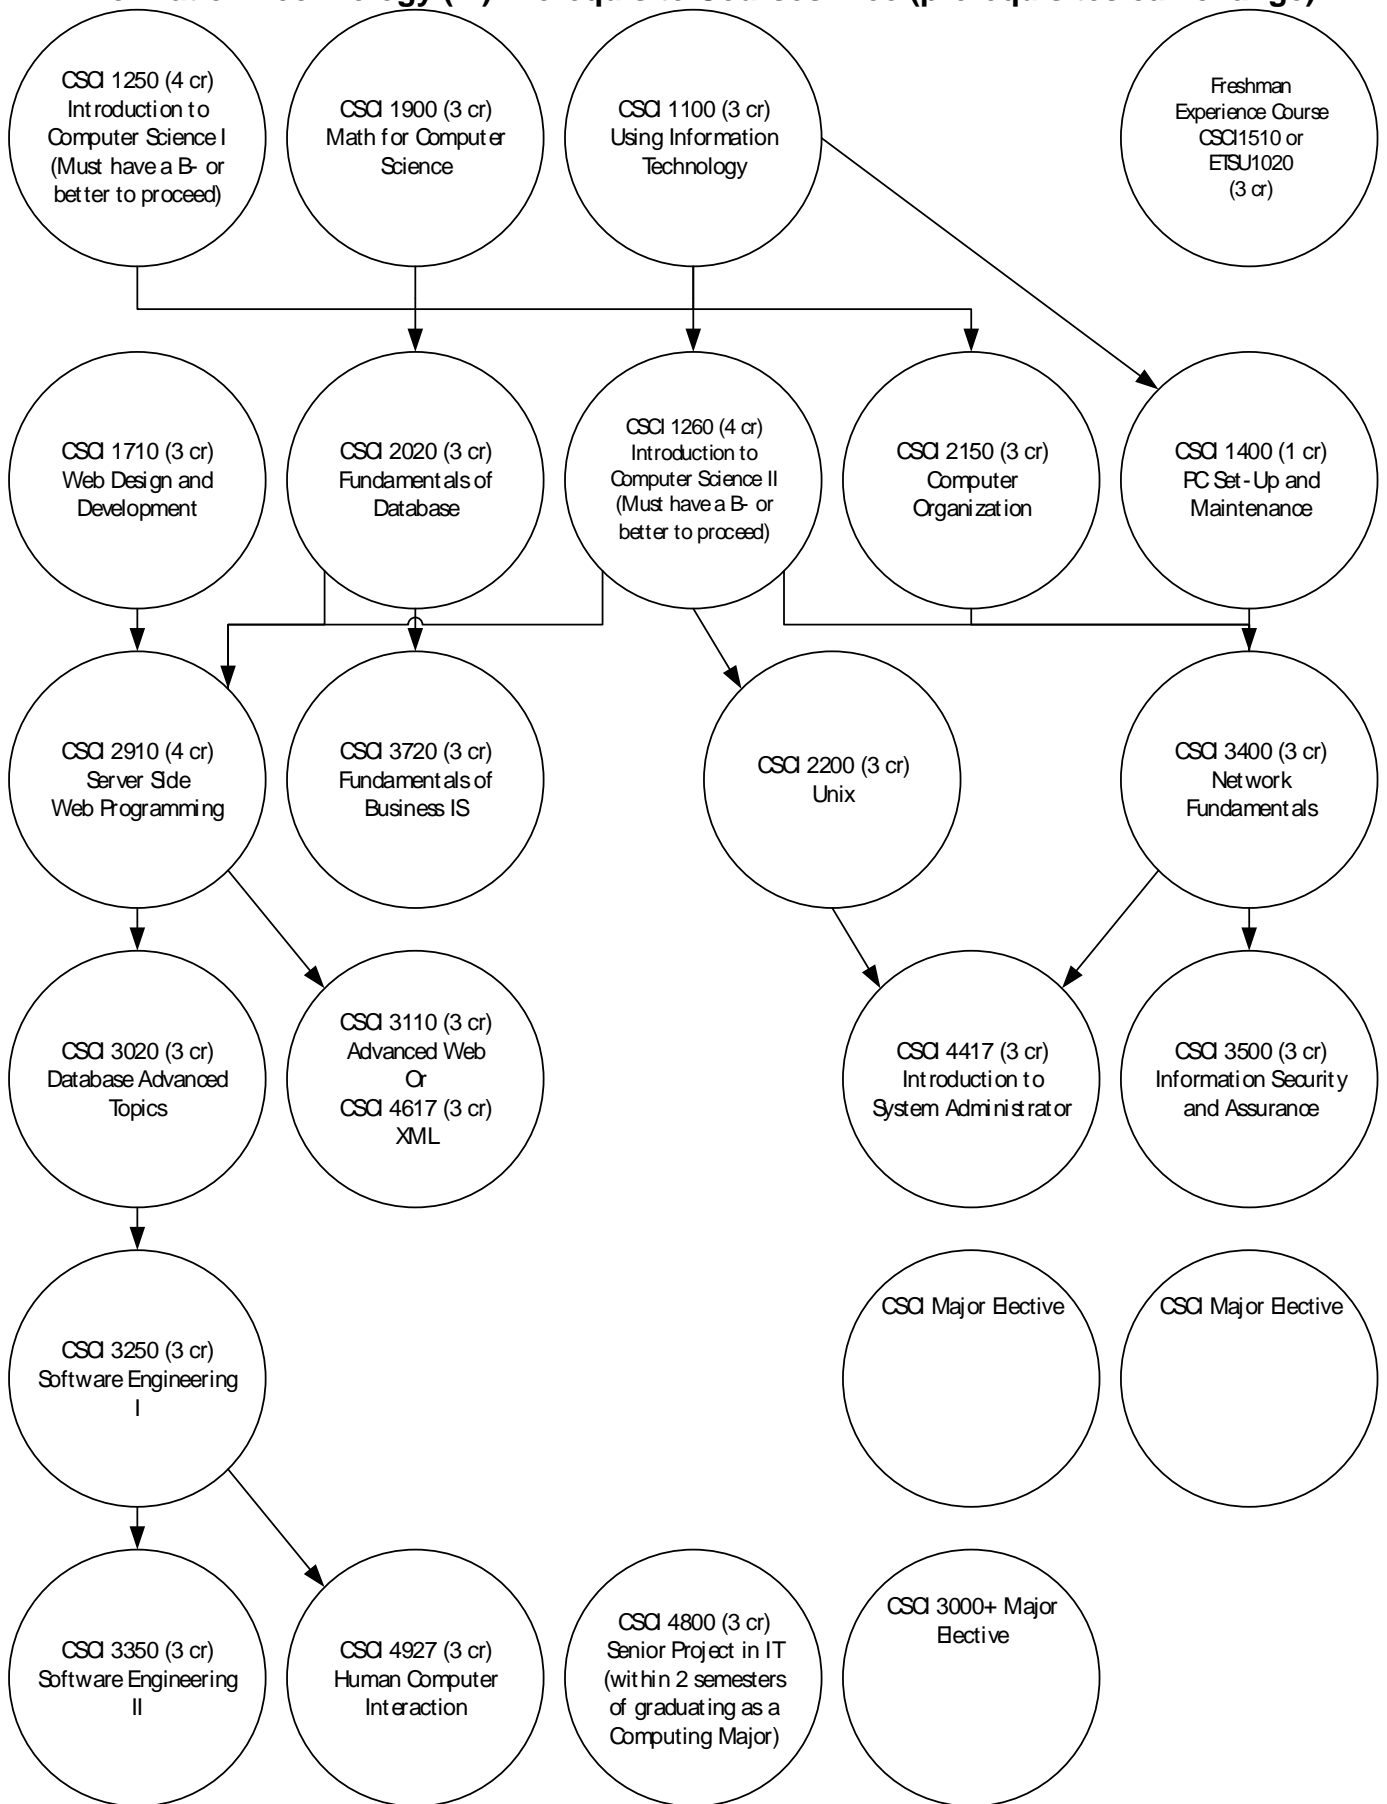 (prerequisites can change)
CSCI 1250 (4 cr)
Introduction to
Computer Science I
(Must have a B- or
better to proceed)
CSCI 1900 (3 cr)
Math for Computer
Science
CSCI 1100 (3 cr)
Using Information
Technology
Freshman
Experience Course
CSCI1510 or
ETSU1020
(3 cr)
CSCI 1710 (3 cr)
Web Design and
Development
CSCI 2020 (3 cr)
Fundamentals of
Database
CSCI 1260 (4 cr)
Introduction to
Computer Science II
(Must have a B- or
better to proceed)
CSCI 2150 (3 cr)
Computer
Organization
CSCI 1400 (1 cr)
PC Set-Up and
Maintenance
CSCI 2910 (4 cr)
Server Side
Web Programming
CSCI 3720 (3 cr)
Fundamentals of
Business IS
CSCI 2200 (3 cr)
Unix
CSCI 3400 (3 cr)
Network
Fundamentals
CSCI 3020 (3 cr)
Database Advanced
Topics
CSCI 3110 (3 cr)
Advanced Web
Or
CSCI 4617 (3 cr)
XML
CSCI 4417 (3 cr)
Introduction to
System Administrator
CSCI 3500 (3 cr)
Information Security
and Assurance
CSCI 3250 (3 cr)
Software Engineering
I
CSCI Major Elective
CSCI Major Elective
CSCI 3350 (3 cr)
Software Engineering
II
CSCI 4927 (3 cr)
Human Computer
Interaction
CSCI 4800 (3 cr)
Senior Project in IT
(within 2 semesters
of graduating as a
Computing Major)
CSCI 3000+ Major
Elective